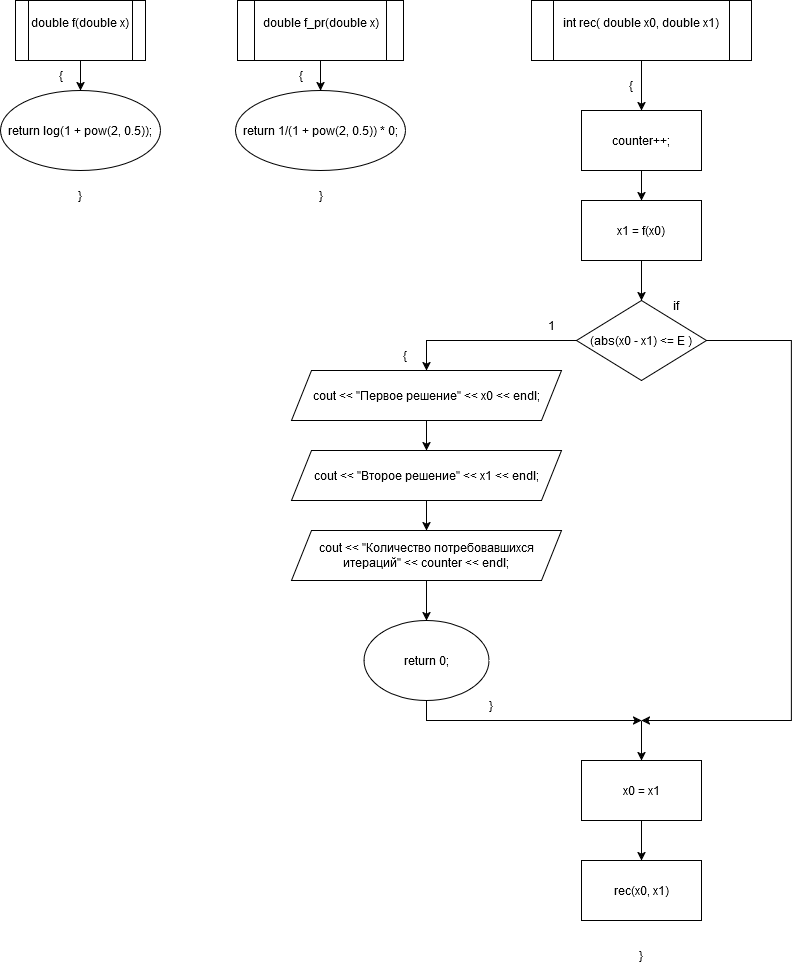 double f(double x)
{
return log(1 + pow(2, 0.5));
}
double f_pr(double x)
{
return 1/(1 + pow(2, 0.5)) * 0;
}
int rec( double x0, double x1)
{
counter++;
x1 = f(x0)
if
(abs(x0 - x1) <= E )
1
{
cout << "Первое решение" << x0 << endl;
cout << "Второе решение" << x1 << endl;
cout << "Количество потребовавшихся
итераций" << counter << endl;
return 0;
}
x0 = x1
rec(x0, x1)
}